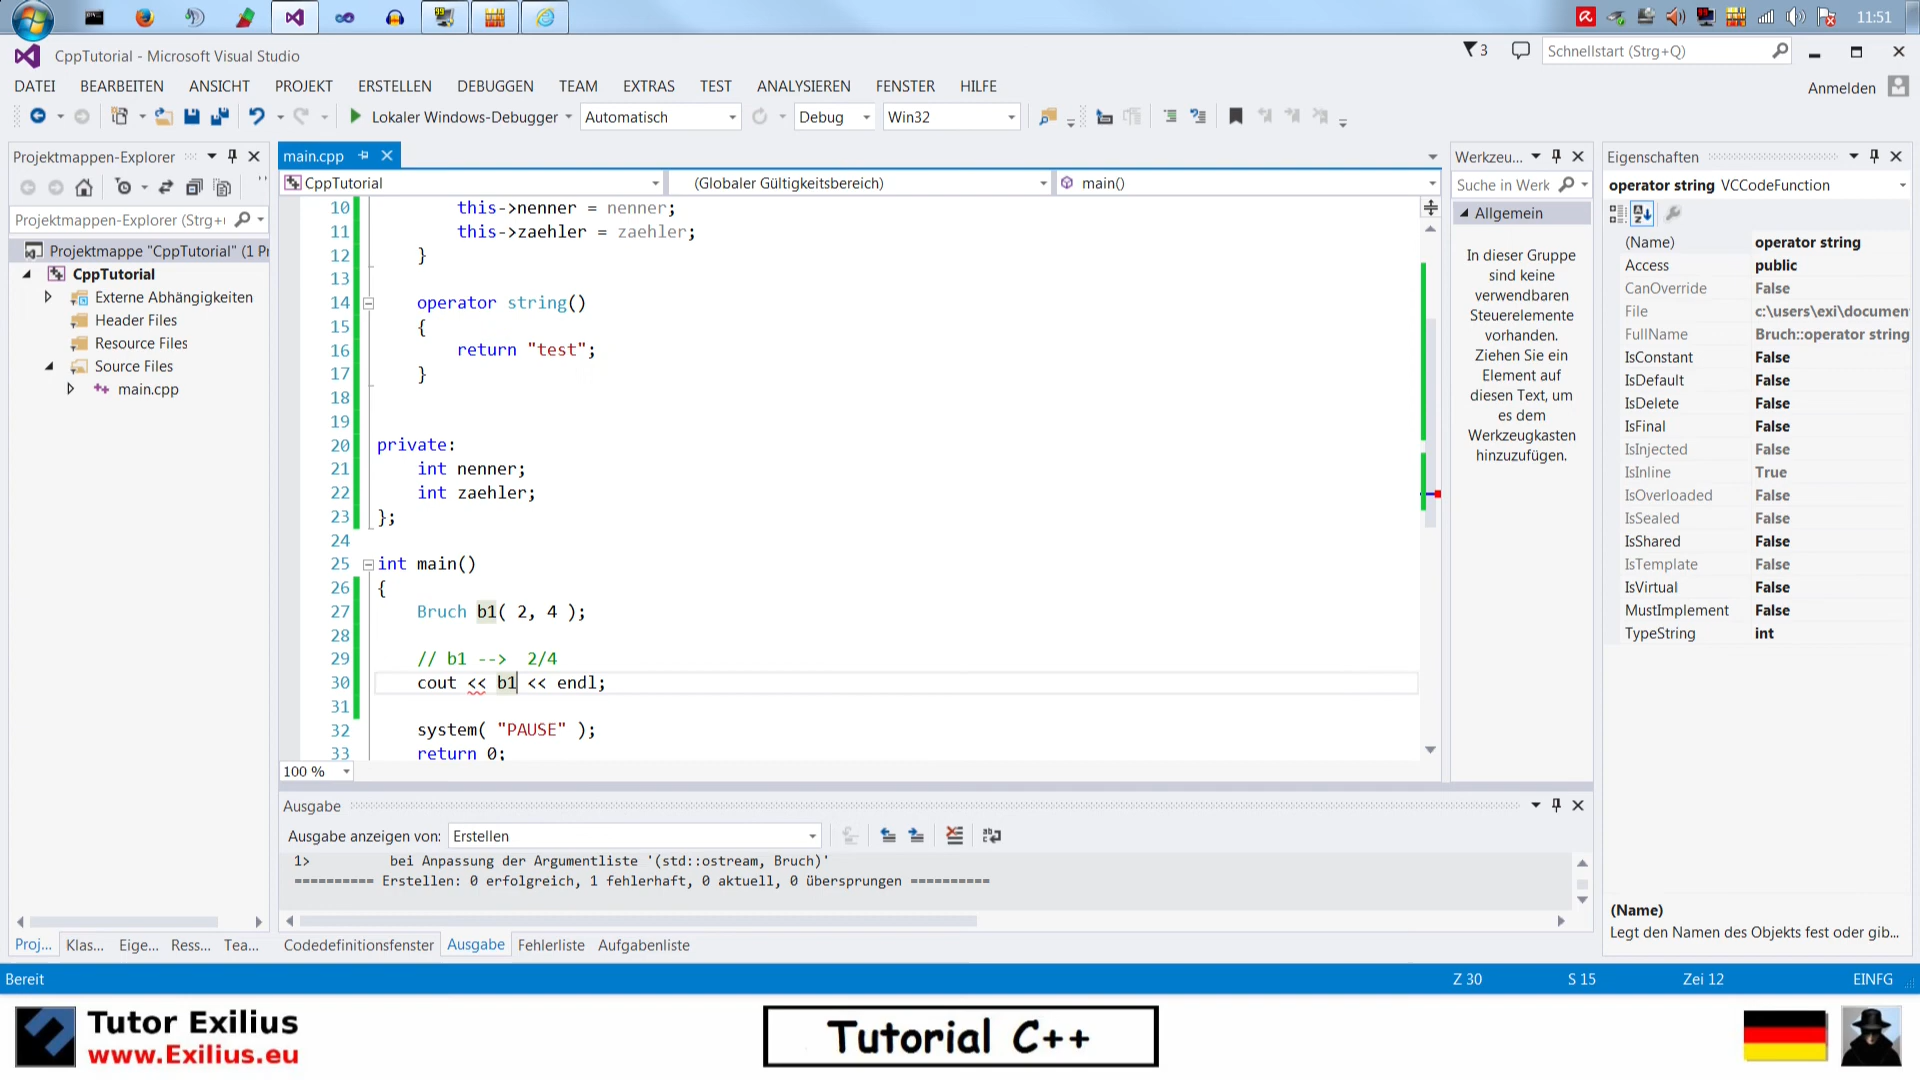 11:51
CppTutorial - Microsoft Visual Studio
3
Schnellstart (Strg+Q)
DATEI BEARBEITEN ANSICHT PROJEKT ERSTELLEN DEBUGGEN TEAM EXTRAS TEST ANALYSIEREN FENSTER HILFE
Anmelden
Lokaler Windows-Debugger Automatisch Debug Win32
Projektmappen-Explorer
Projektmappen-Explorer (Strg+
Projektmappe "CppTutorial" (1 Pr
CppTutorial
Externe Abhängigkeiten
Header Files
Resource Files
Source Files
main.cpp
main.cpp
CppTutorial (Globaler Gültigkeitsbereich) main()
10 this->nenner = nenner;
11 this->zaehler = zaehler;
12 }
13
14 operator string()
15 {
16 return "test";
17 }
18
19
20 private:
21 int nenner;
22 int zaehler;
23 };
24
25 int main()
26 {
27 Bruch b1( 2, 4 );
28
29 // b1 --> 2/4
30 cout << b1 << endl;
31
32 system( "PAUSE" );
33 return 0;
100 %
Werkzeu...
Suche in Werk
Allgemein
In dieser Gruppe
sind keine
verwendbaren
Steuerelemente
vorhanden.
Ziehen Sie ein
Element auf
diesen Text, um
es dem
Werkzeugkasten
hinzuzufügen.
Eigenschaften
operator string VCCodeFunction
(Name) operator string
Access public
CanOverride False
File c:\users\exi\documen
FullName Bruch::operator string
IsConstant False
IsDefault False
IsDelete False
IsFinal False
IsInjected False
IsInline True
IsOverloaded False
IsSealed False
IsShared False
IsTemplate False
IsVirtual False
MustImplement False
TypeString int
(Name)
Legt den Namen des Objekts fest oder gib...
Ausgabe
Ausgabe anzeigen von: Erstellen
1> bei Anpassung der Argumentliste '(std::ostream, Bruch)'
========== Erstellen: 0 erfolgreich, 1 fehlerhaft, 0 aktuell, 0 übersprungen ==========
Proj... Klas... Eige... Ress... Tea...
Codedefinitionsfenster Ausgabe Fehlerliste Aufgabenliste
Bereit Z 30 S 15 Zei 12 EINFG
Tutor Exilius
www.Exilius.eu
Tutorial C++